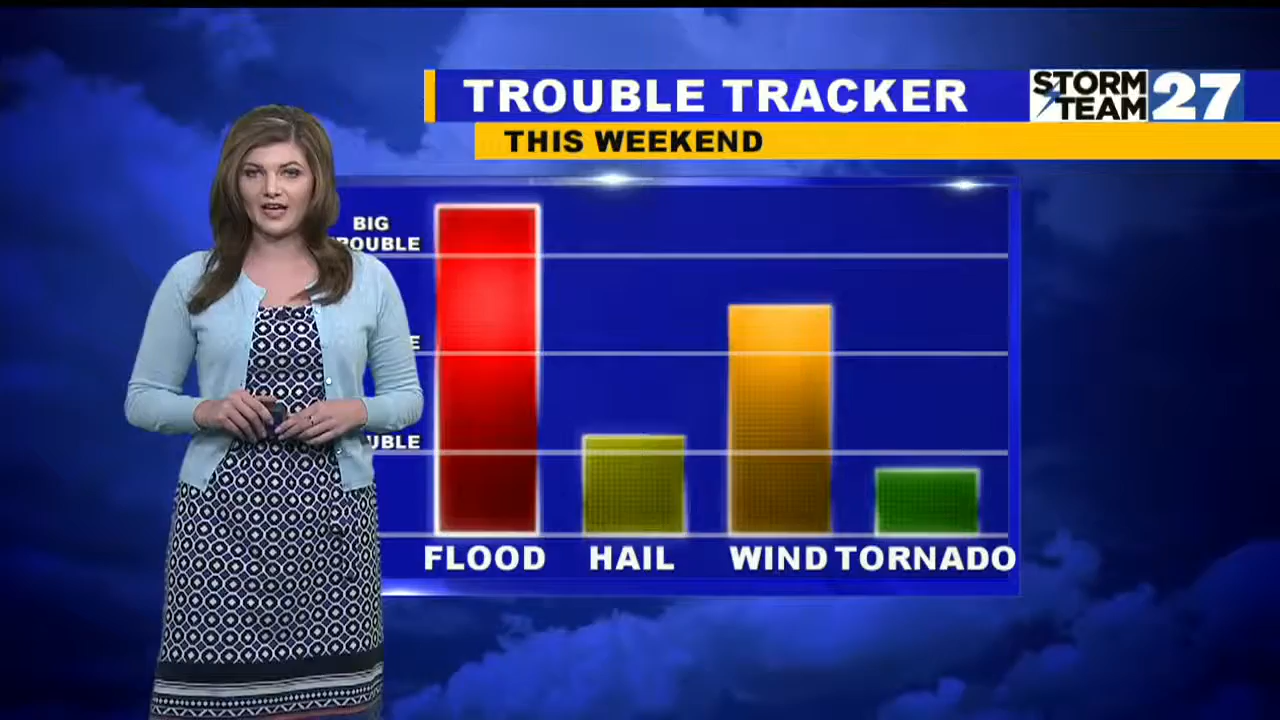 TROUBLE TRACKER
STORM
TEAM
27
THIS WEEKEND
BIG
FLOOD HAIL WIND TORNADO